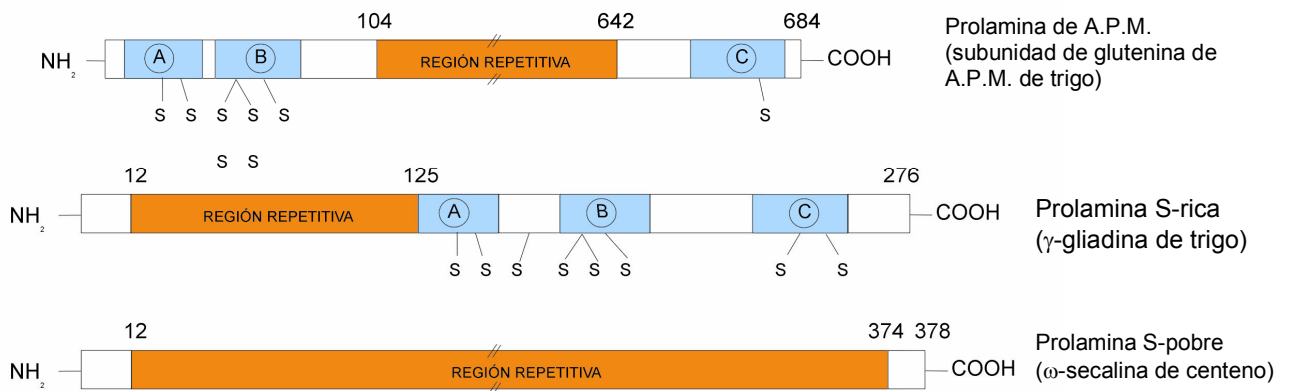 104 642 684
NH₂ A B REGIÓN REPETITIVA C COOH
S S S S S S
S S
Prolamina de A.P.M.
(subunidad de glutenina de
A.P.M. de trigo)
12 125 276
NH₂ REGIÓN REPETITIVA A B C COOH
S S S S S S S S
Prolamina S-rica
(γ-gliadina de trigo)
12 374 378
NH₂ REGIÓN REPETITIVA COOH
Prolamina S-pobre
(ω-secalina de centeno)